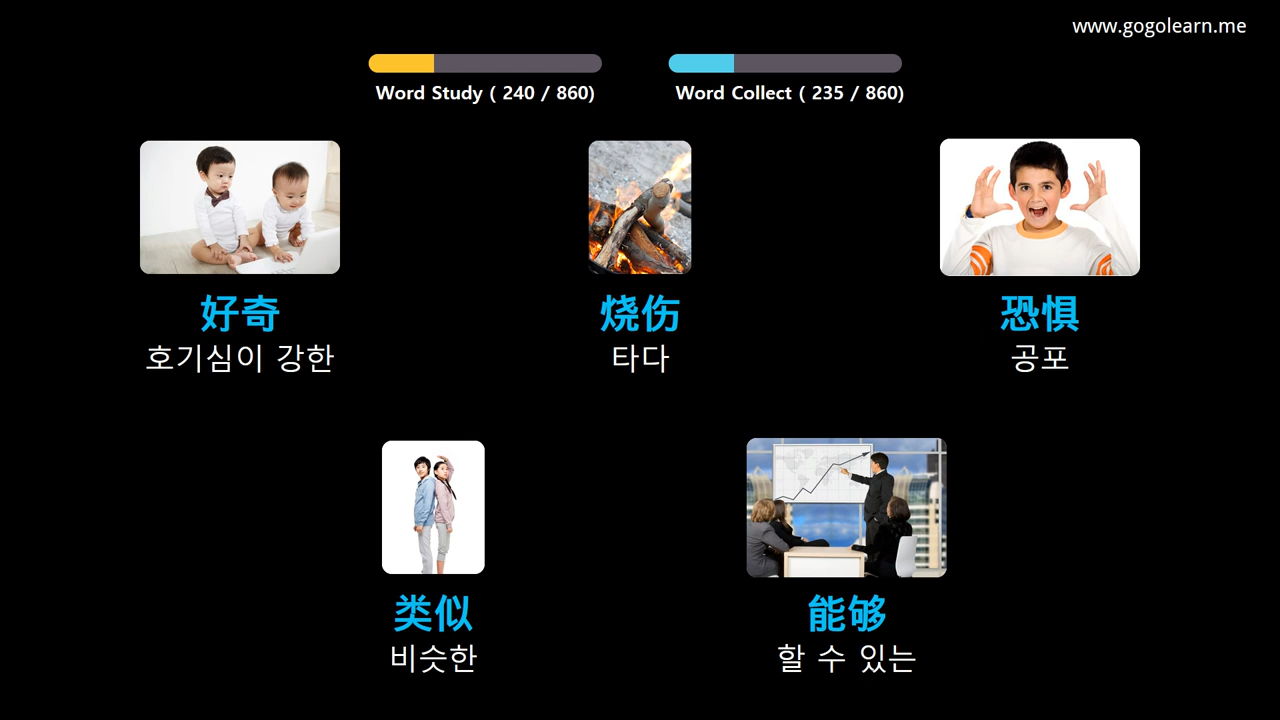 www.gogolearn.me
Word Study ( 240 / 860)
Word Collect ( 235 / 860)
好奇
호기심이 강한
烧伤
타다
恐惧
공포
类似
비슷한
能够
할 수 있는